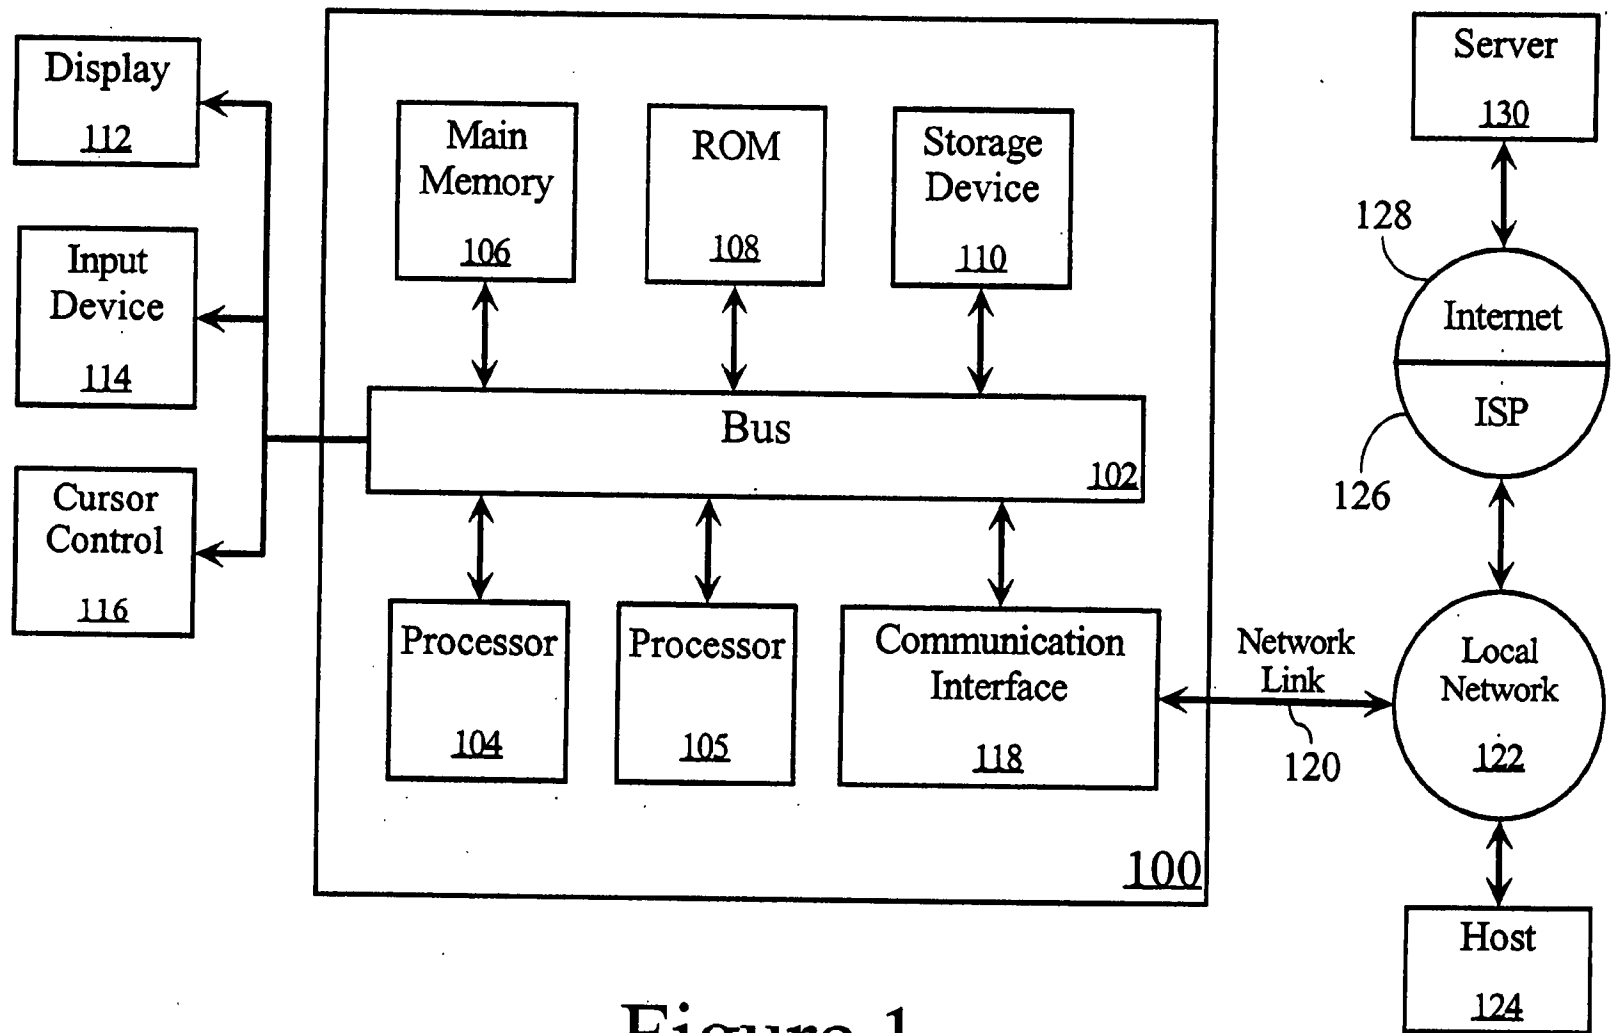 Display
112
Input
Device
114
Cursor
Control
116
Main
Memory
106
ROM
108
Storage
Device
110
Bus
102
Processor
104
Processor
105
Communication
Interface
118
100
Network
Link
120
Server
130
128
Internet
ISP
126
Local
Network
122
Host
124
Figure 1